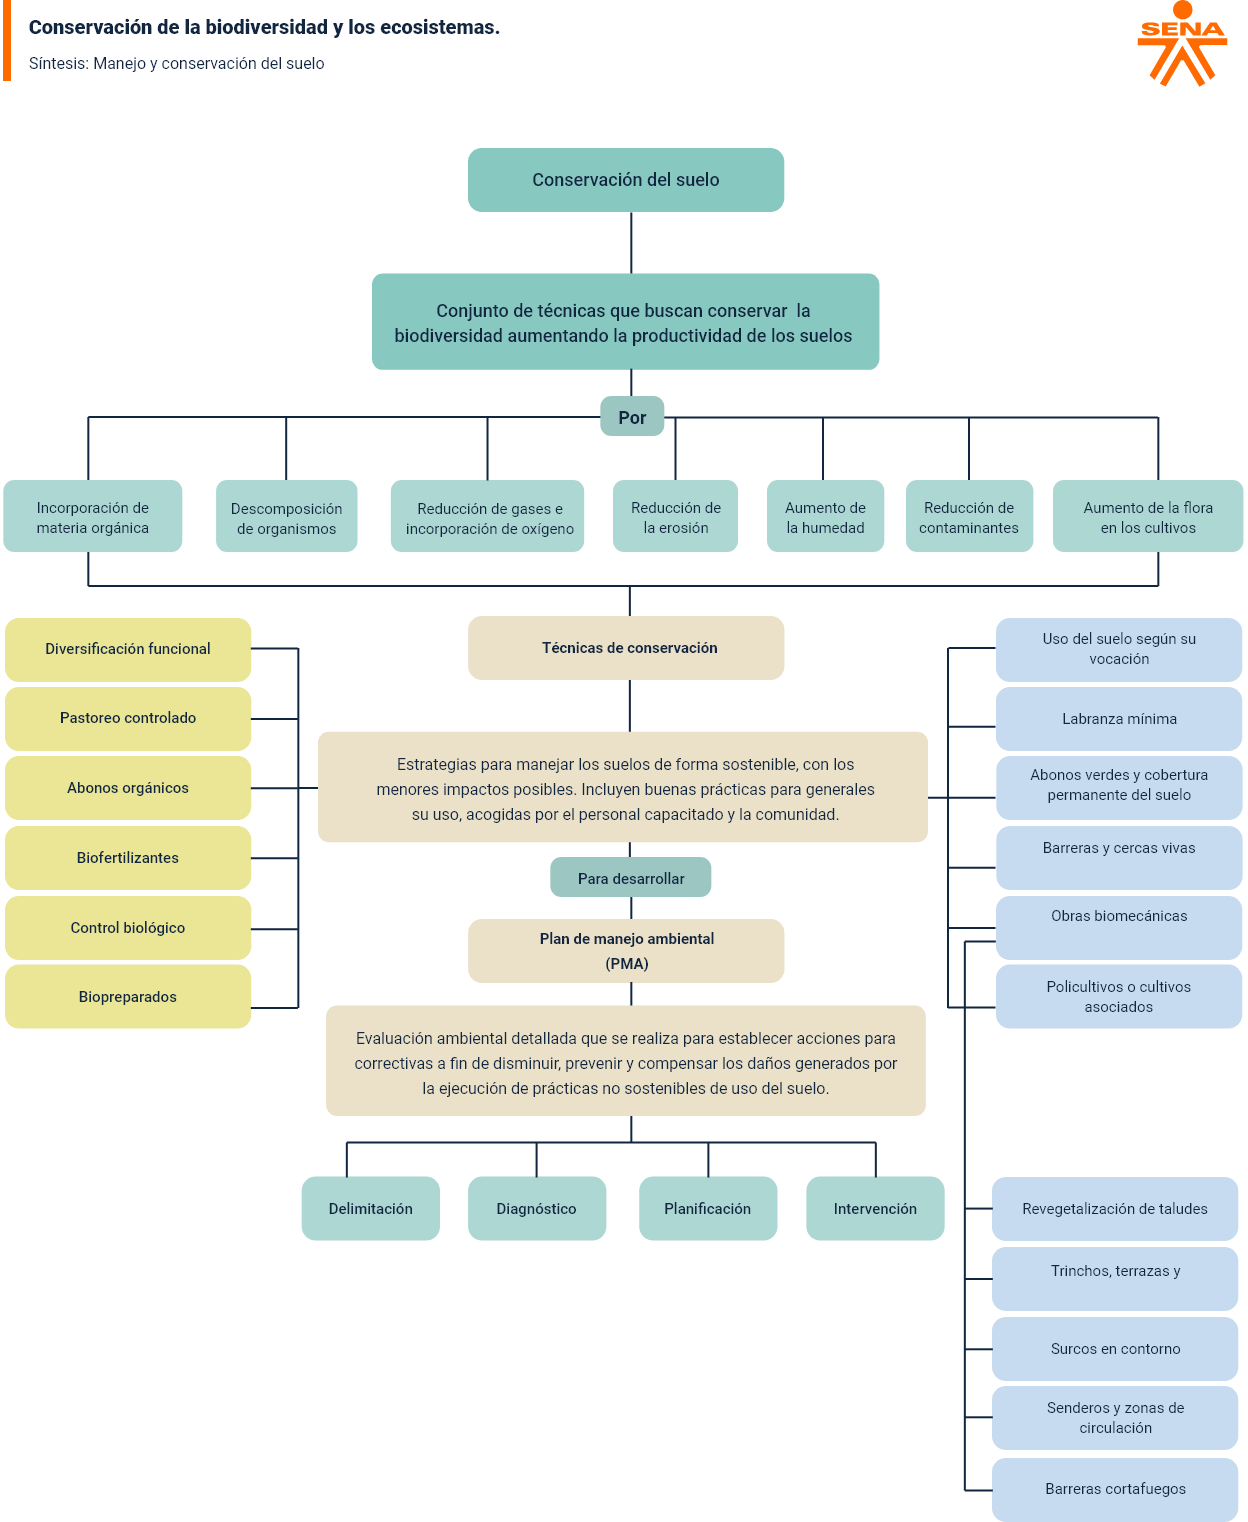 Conservación de la biodiversidad y los ecosistemas.
Síntesis: Manejo y conservación del suelo
SENA
Conservación del suelo
Conjunto de técnicas que buscan conservar la
biodiversidad aumentando la productividad de los suelos
Por
Incorporación de
materia orgánica
Descomposición
de organismos
Reducción de gases e
incorporación de oxígeno
Reducción de
la erosión
Aumento de
la humedad
Reducción de
contaminantes
Aumento de la flora
en los cultivos
Diversificación funcional
Pastoreo controlado
Abonos orgánicos
Biofertilizantes
Control biológico
Biopreparados
Técnicas de conservación
Estrategias para manejar los suelos de forma sostenible, con los
menores impactos posibles. Incluyen buenas prácticas para generales
su uso, acogidas por el personal capacitado y la comunidad.
Para desarrollar
Plan de manejo ambiental
(PMA)
Evaluación ambiental detallada que se realiza para establecer acciones para
correctivas a fin de disminuir, prevenir y compensar los daños generados por
la ejecución de prácticas no sostenibles de uso del suelo.
Delimitación
Diagnóstico
Planificación
Intervención
Uso del suelo según su
vocación
Labranza mínima
Abonos verdes y cobertura
permanente del suelo
Barreras y cercas vivas
Obras biomecánicas
Policultivos o cultivos
asociados
Revegetalización de taludes
Trinchos, terrazas y
Surcos en contorno
Senderos y zonas de
circulación
Barreras cortafuegos